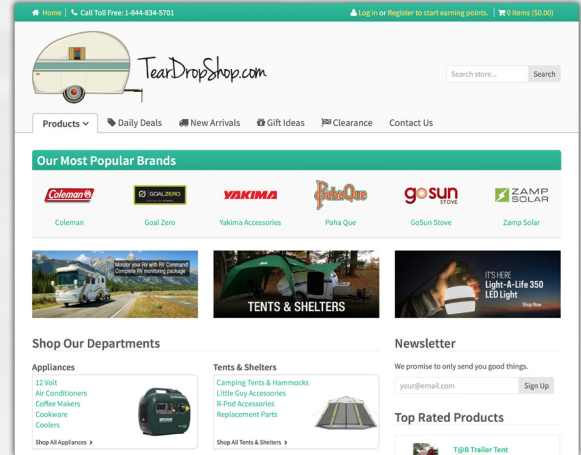 Home | Call Toll Free: 1-844-834-5701
Log in or Register to start earning points. | 0 items ($0.00)
TearDropShop.com
Search store... Search
Products Daily Deals New Arrivals Gift Ideas Clearance Contact Us
Our Most Popular Brands
Coleman GOALZERO YAKIMA PahaQue gosun STOVE ZAMP SOLAR
Coleman Goal Zero Yakima Accessories Paha Que GoSun Stove Zamp Solar
Monitor your RV with RV Command!
Complete RV monitoring package
TENTS & SHELTERS
IT'S HERE
Light-A-Life 350
LED Light
Shop Now
Shop Our Departments
Appliances
12 Volt
Air Conditioners
Coffee Makers
Cookware
Coolers
Shop All Appliances >
Tents & Shelters
Camping Tents & Hammocks
Little Guy Accessories
R-Pod Accessories
Replacement Parts
Shop All Tents & Shelters >
Newsletter
We promise to only send you good things.
your@email.com Sign Up
Top Rated Products
T@B Trailer Tent